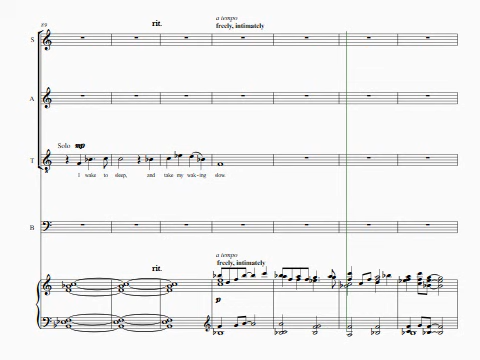 89
rit.
a tempo
freely, intimately
S
A
Solo mp
T
I wake to sleep, and take my wak-ing slow.
B
a tempo
rit.
freely, intimately
p